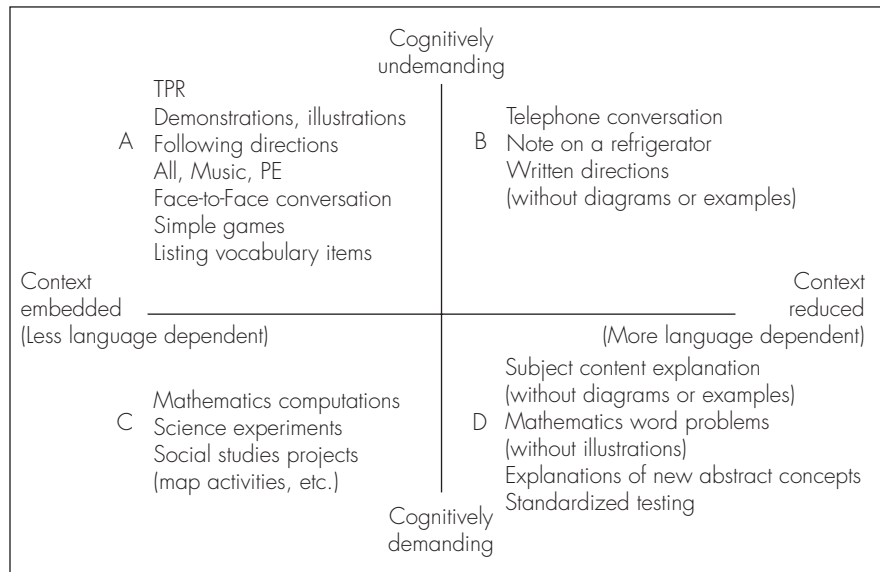 Cognitively
undemanding
TPR
Demonstrations, illustrations
A
Following directions
All, Music, PE
Face-to-Face conversation
Simple games
Listing vocabulary items
Telephone conversation
B
Note on a refrigerator
Written directions
(without diagrams or examples)
Context
embedded
(Less language dependent)
Context
reduced
(More language dependent)
Mathematics computations
C
Science experiments
Social studies projects
(map activities, etc.)
Subject content explanation
(without diagrams or examples)
D
Mathematics word problems
(without illustrations)
Explanations of new abstract concepts
Standardized testing
Cognitively
demanding